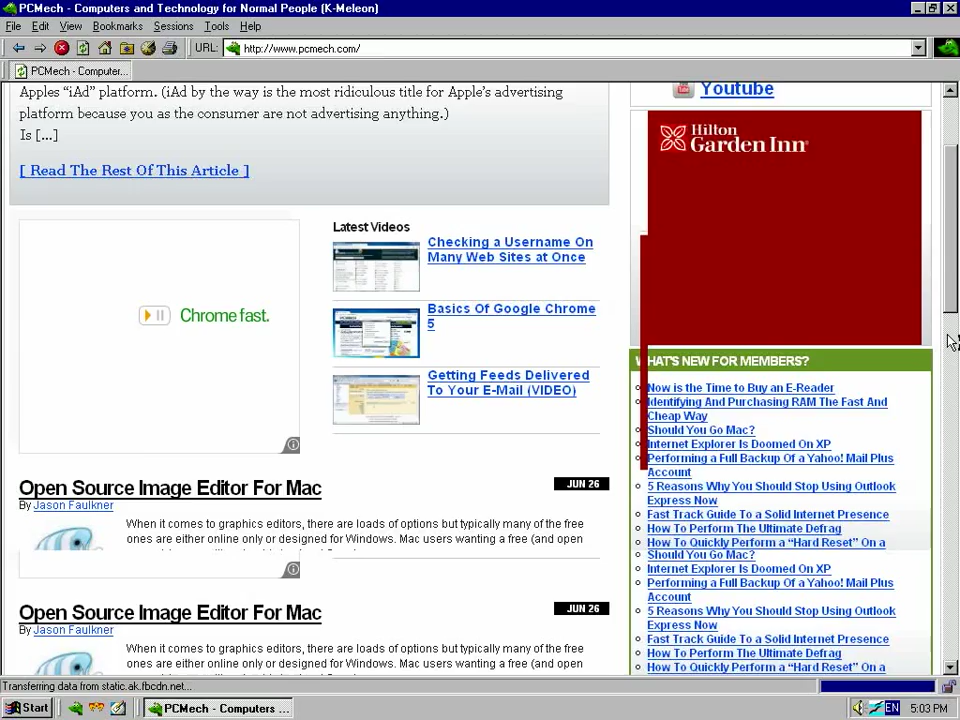 PCMech - Computers and Technology for Normal People (K-Meleon)
File Edit View Bookmarks Sessions Tools Help
URL: http://www.pcmech.com/
PCMech - Computer...
Apples “iAd” platform. (iAd by the way is the most ridiculous title for Apple’s advertising
platform because you as the consumer are not advertising anything.)
Is [...]
[ Read The Rest Of This Article ]
Chrome fast.
Latest Videos
Checking a Username On
Many Web Sites at Once
Basics Of Google Chrome
5
Getting Feeds Delivered
To Your E-Mail (VIDEO)
Open Source Image Editor For Mac
JUN 26
By Jason Faulkner
When it comes to graphics editors, there are loads of options but typically many of the free
ones are either online only or designed for Windows. Mac users wanting a free (and open
Open Source Image Editor For Mac
JUN 26
By Jason Faulkner
When it comes to graphics editors, there are loads of options but typically many of the free
ones are either online only or designed for Windows. Mac users wanting a free (and open
Youtube
Hilton
Garden Inn
WHAT'S NEW FOR MEMBERS?
Now is the Time to Buy an E-Reader
Identifying And Purchasing RAM The Fast And
Cheap Way
Should You Go Mac?
Internet Explorer Is Doomed On XP
Performing a Full Backup Of a Yahoo! Mail Plus
Account
5 Reasons Why You Should Stop Using Outlook
Express Now
Fast Track Guide To a Solid Internet Presence
How To Perform The Ultimate Defrag
How To Quickly Perform a “Hard Reset” On a
Should You Go Mac?
Internet Explorer Is Doomed On XP
Performing a Full Backup Of a Yahoo! Mail Plus
Account
5 Reasons Why You Should Stop Using Outlook
Express Now
Fast Track Guide To a Solid Internet Presence
How To Perform The Ultimate Defrag
How To Quickly Perform a “Hard Reset” On a
Transferring data from static.ak.fbcdn.net...
Start
PCMech - Computers ...
EN
5:03 PM